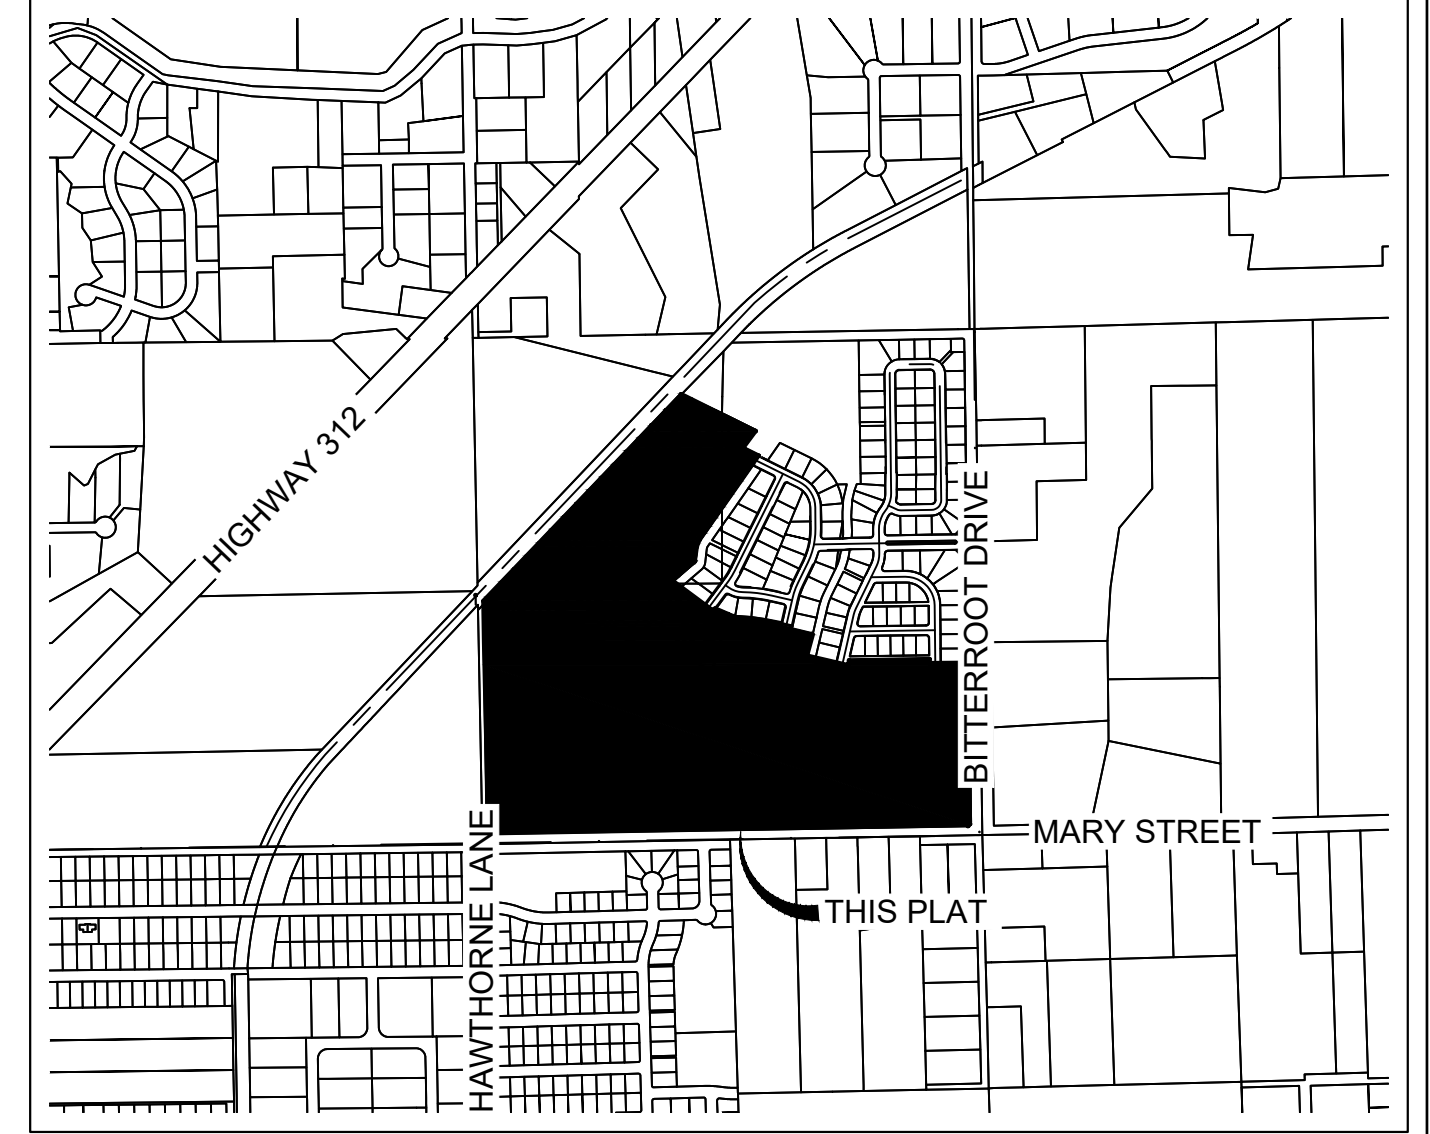 HIGHWAY 312
BITTERROOT DRIVE
MARY STREET
HAWTHORNE LANE
THIS PLAT